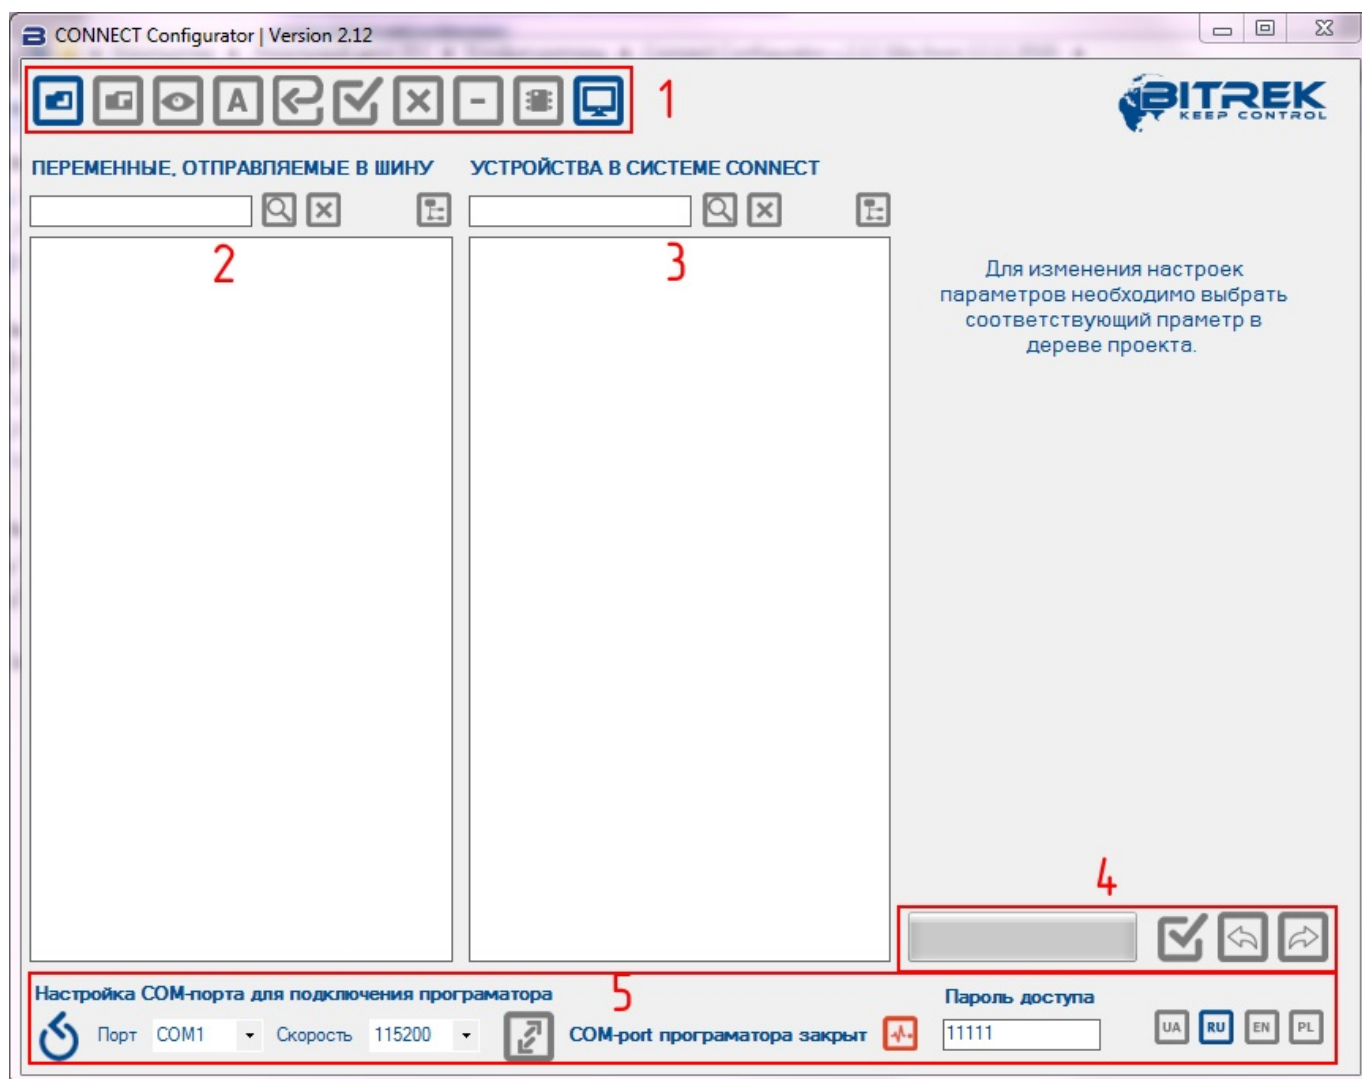 CONNECT Configurator | Version 2.12
A
1
BITREK
KEEP CONTROL
ПЕРЕМЕННЫЕ, ОТПРАВЛЯЕМЫЕ В ШИНУ
УСТРОЙСТВА В СИСТЕМЕ CONNECT
2
3
Для изменения настроек
параметров необходимо выбрать
соответствующий праметр в
дереве проекта.
4
Настройка COM-порта для подключения програматора
5
Порт COM1 Скорость 115200 COM-port програматора закрыт
Пароль доступа
11111
UA RU EN PL